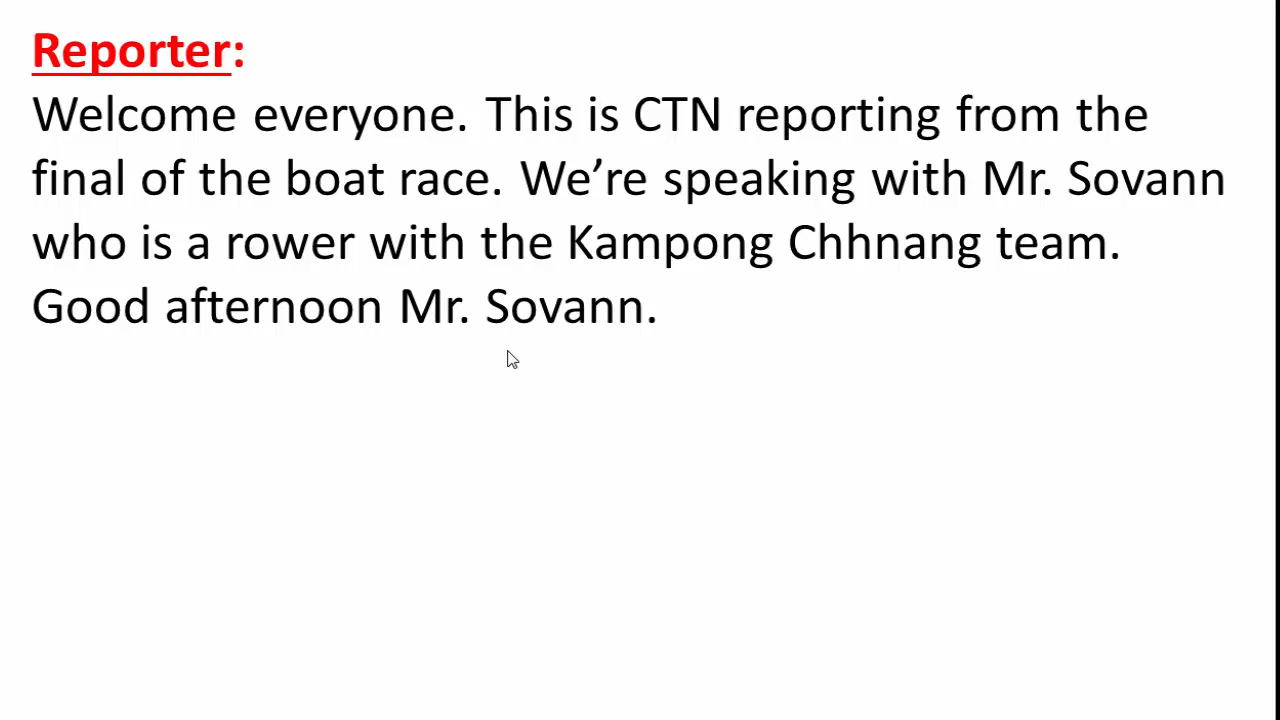 Reporter:
Welcome everyone. This is CTN reporting from the
final of the boat race. We’re speaking with Mr. Sovann
who is a rower with the Kampong Chhnang team.
Good afternoon Mr. Sovann.